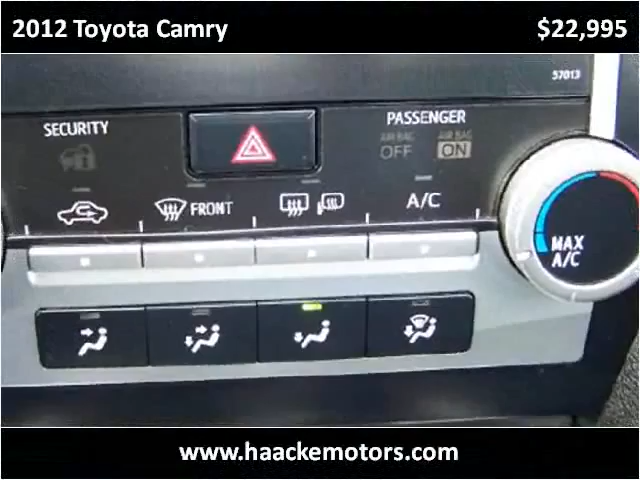 2012 Toyota Camry $22,995
57013
SECURITY
PASSENGER
AIR BAG AIR BAG
OFF ON
FRONT
A/C
MAX
A/C
www.haackemotors.com